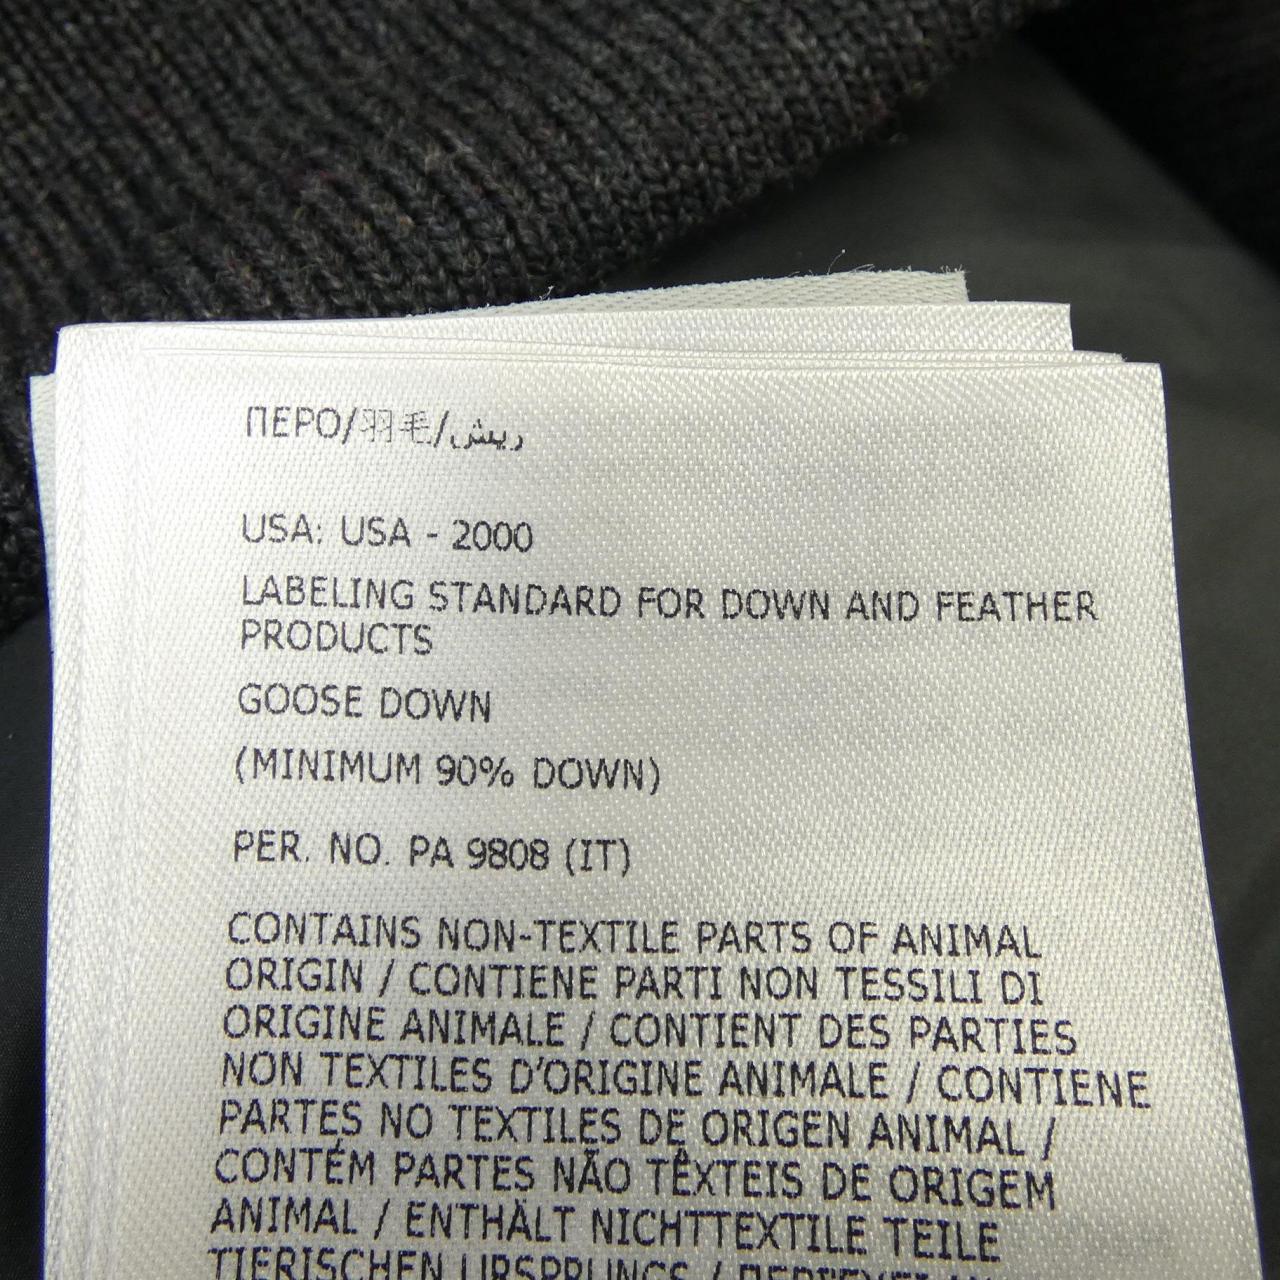 ПЕРО/羽毛/ريش
USA: USA - 2000
LABELING STANDARD FOR DOWN AND FEATHER
PRODUCTS
GOOSE DOWN
(MINIMUM 90% DOWN)
PER. NO. PA 9808 (IT)
CONTAINS NON-TEXTILE PARTS OF ANIMAL
ORIGIN / CONTIENE PARTI NON TESSILI DI
ORIGINE ANIMALE / CONTIENT DES PARTIES
NON TEXTILES D'ORIGINE ANIMALE / CONTIENE
PARTES NO TEXTILES DE ORIGEN ANIMAL /
CONTÉM PARTES NÃO TÊXTEIS DE ORIGEM
ANIMAL / ENTHÄLT NICHTTEXTILE TEILE
TIERISCHEN URSPRUNGS /